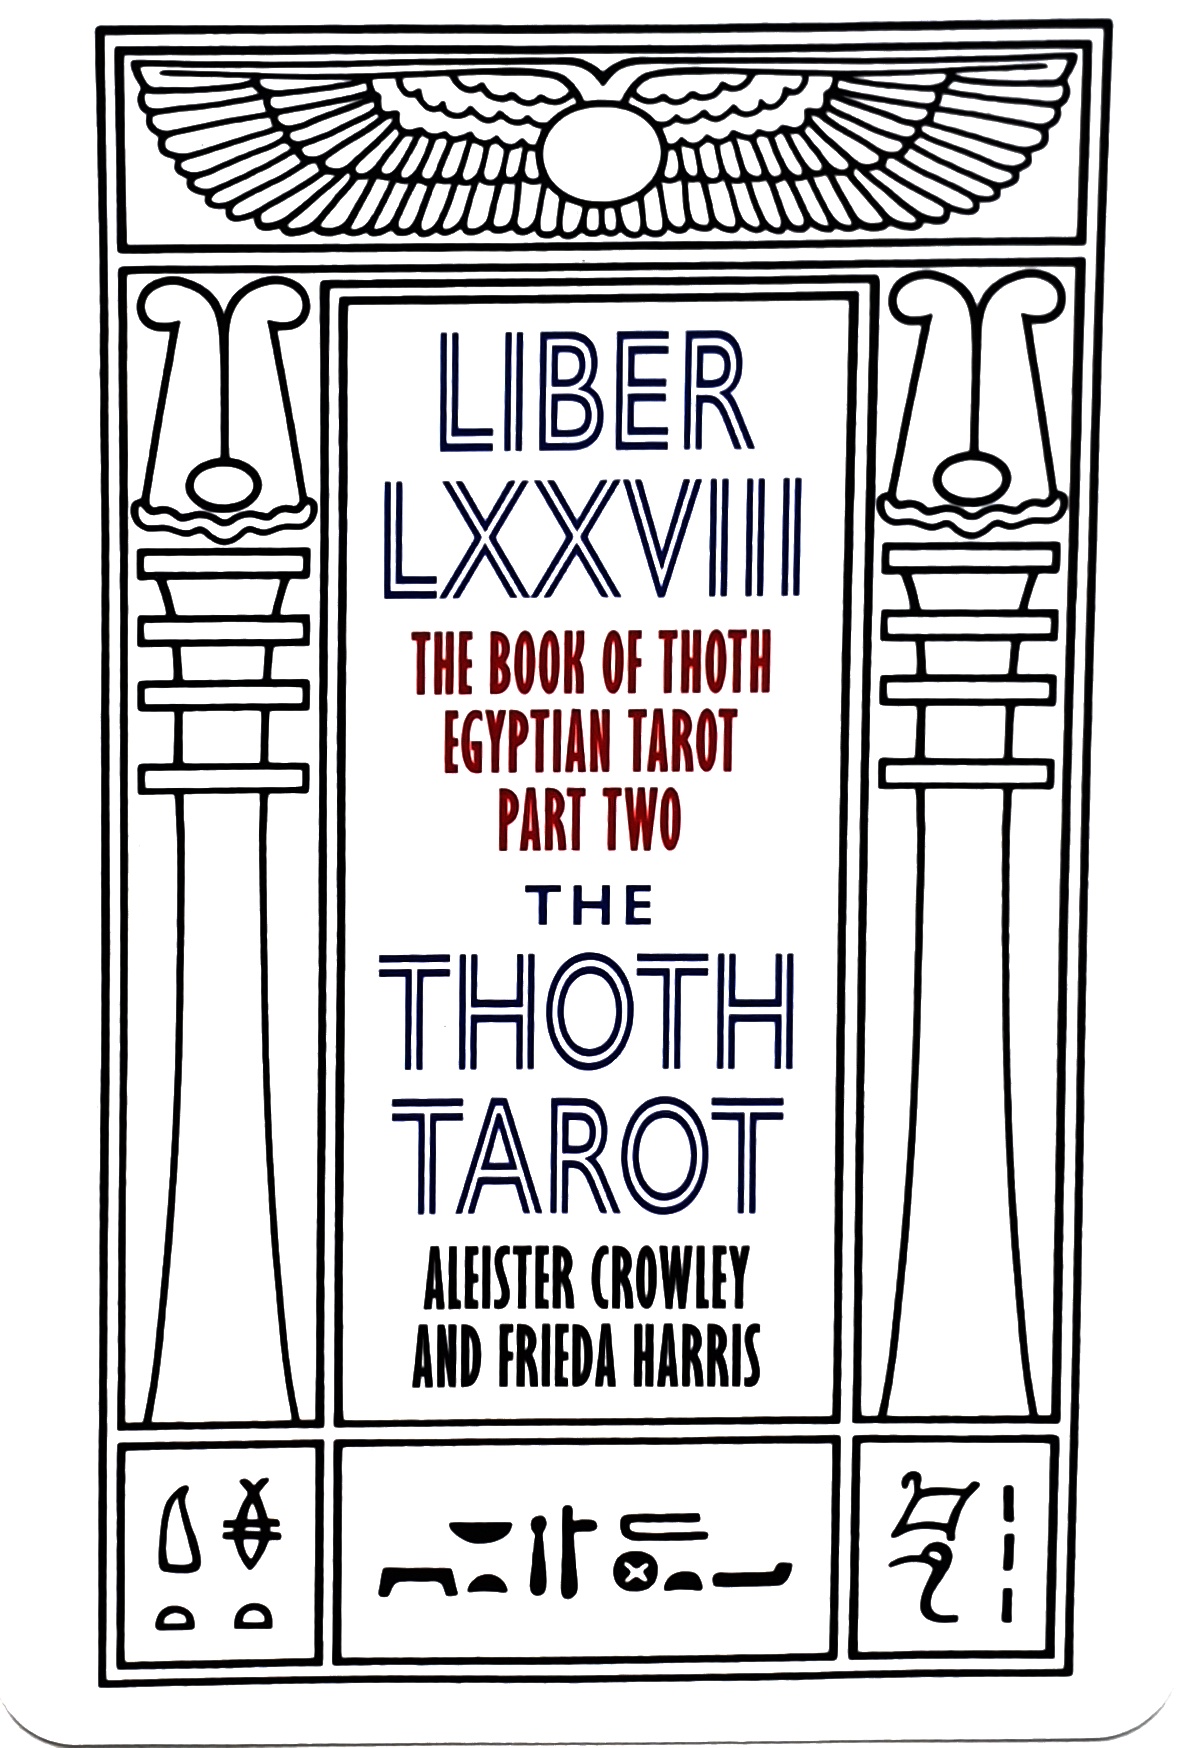 LIBER
LXXVIII
THE BOOK OF THOTH
EGYPTIAN TAROT
PART TWO
THE
THOTH
TAROT
ALEISTER CROWLEY
AND FRIEDA HARRIS